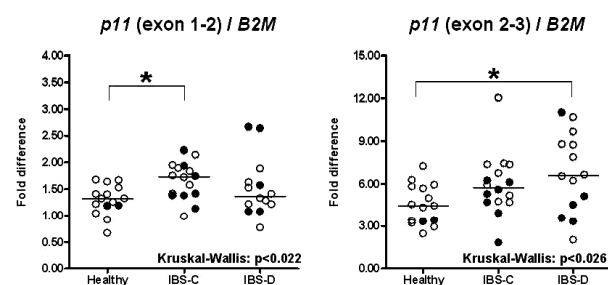 p11 (exon 1-2) / B2M
4.00
3.50
3.00
2.50
2.00
1.50
1.00
0.50
0.00
Fold difference
*
Kruskal-Wallis: p<0.022
Healthy IBS-C IBS-D
p11 (exon 2-3) / B2M
15.00
12.00
9.00
6.00
3.00
0.00
Fold difference
*
Kruskal-Wallis: p<0.026
Healthy IBS-C IBS-D